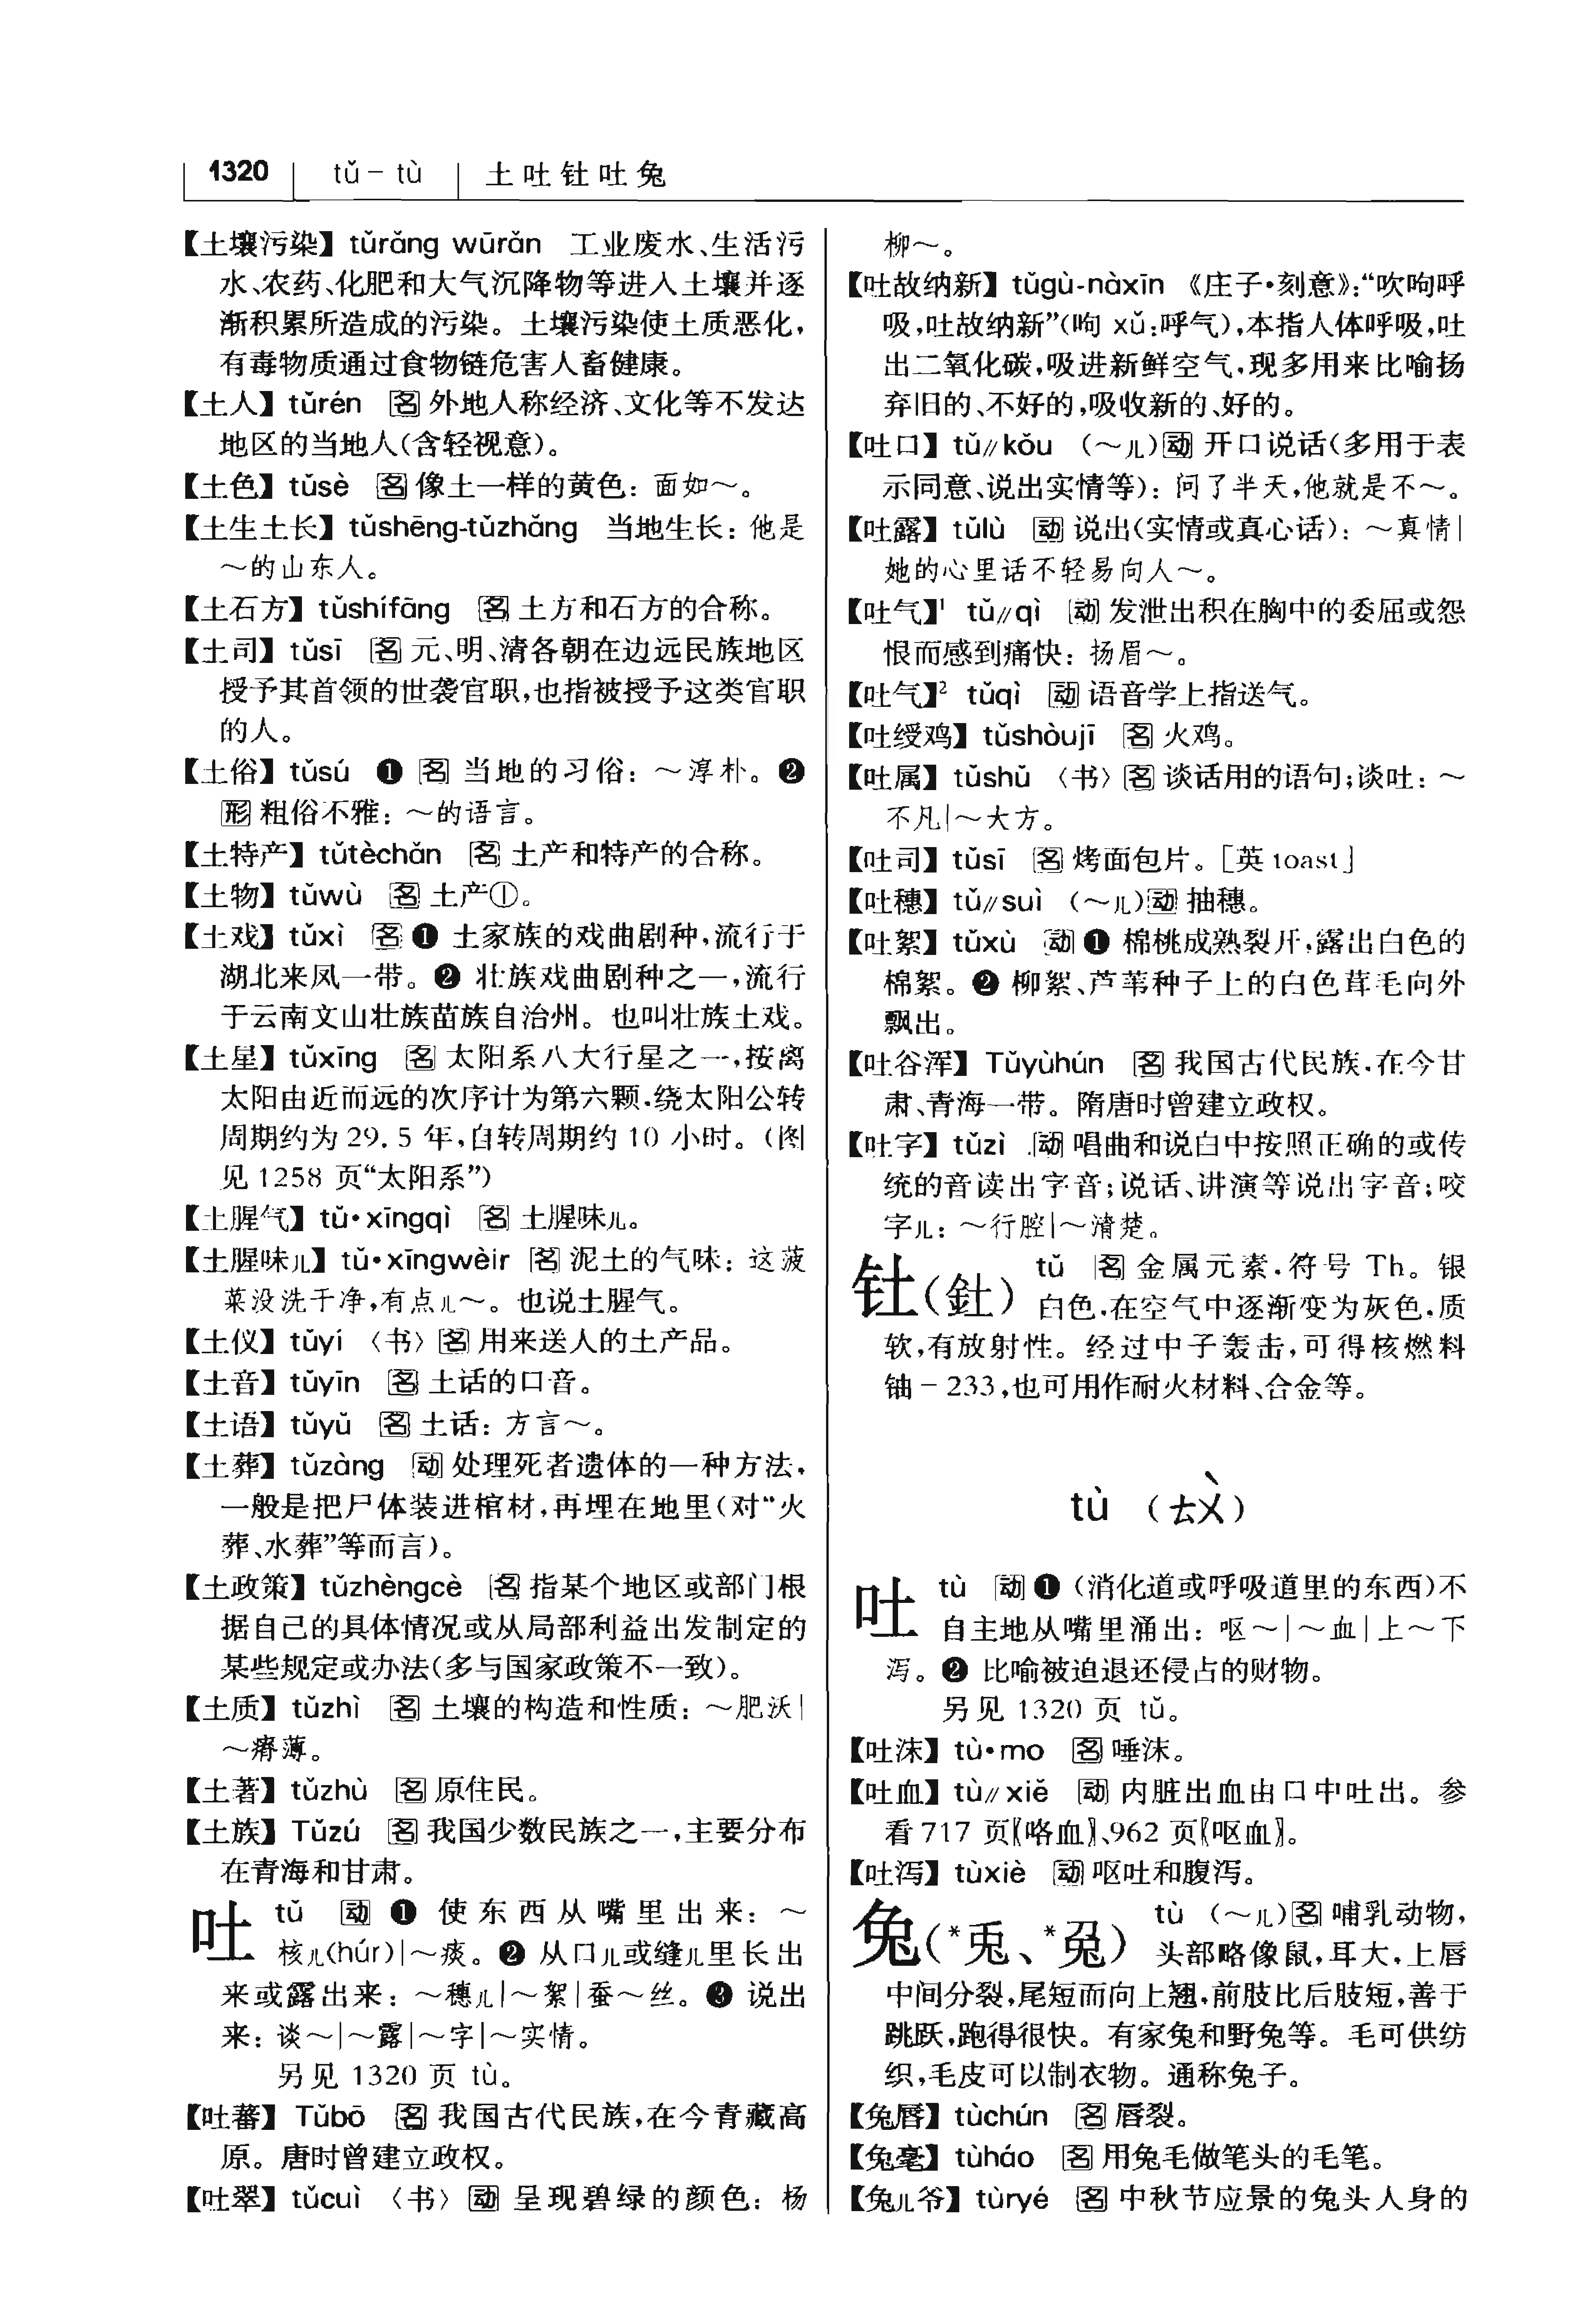 1320 tǔ－tù 土吐钍吐兔
【土壤污染】tǔrǎng wūrǎn 工业废水、生活污
水、农药、化肥和大气沉降物等进入土壤并逐
渐积累所造成的污染。土壤污染使土质恶化,
有毒物质通过食物链危害人畜健康。
【土人】tǔrén 名 外地人称经济、文化等不发达
地区的当地人(含轻视意)。
【土色】tǔsè 名 像土一样的黄色：面如～。
【土生土长】tǔshēng-tǔzhǎng 当地生长：他是
～的山东人。
【土石方】tǔshífāng 名 土方和石方的合称。
【土司】tǔsī 名 元、明、清各朝在边远民族地区
授予其首领的世袭官职,也指被授予这类官职
的人。
【土俗】tǔsú ❶ 名 当地的习俗：～淳朴。❷
形 粗俗不雅：～的语言。
【土特产】tǔtèchǎn 名 土产和特产的合称。
【土物】tǔwù 名 土产①。
【土戏】tǔxì 名 ❶ 土家族的戏曲剧种,流行于
湖北来凤一带。❷ 壮族戏曲剧种之一,流行
于云南文山壮族苗族自治州。也叫壮族土戏。
【土星】tǔxīng 名 太阳系八大行星之一,按离
太阳由近而远的次序计为第六颗,绕太阳公转
周期约为 29.5 年,自转周期约 10 小时。(图
见 1258 页“太阳系”)
【土腥气】tǔ•xīngqì 名 土腥味儿。
【土腥味儿】tǔ•xīngwèir 名 泥土的气味：这菠
菜没洗干净,有点儿～。也说土腥气。
【土仪】tǔyí 〈书〉名 用来送人的土产品。
【土音】tǔyīn 名 土话的口音。
【土语】tǔyǔ 名 土话：方言～。
【土葬】tǔzàng 动 处理死者遗体的一种方法,
一般是把尸体装进棺材,再埋在地里(对“火
葬、水葬”等而言)。
【土政策】tǔzhèngcè 名 指某个地区或部门根
据自己的具体情况或从局部利益出发制定的
某些规定或办法(多与国家政策不一致)。
【土质】tǔzhì 名 土壤的构造和性质：～肥沃|
～瘠薄。
【土著】tǔzhù 名 原住民。
【土族】Tǔzú 名 我国少数民族之一,主要分布
在青海和甘肃。
吐 tǔ 动 ❶ 使东西从嘴里出来：～
核儿(húr)|～痰。❷ 从口儿或缝儿里长出
来或露出来：～穗儿|～絮|蚕～丝。❸ 说出
来：谈～|～露|～字|～实情。
另见 1320 页 tù。
【吐蕃】Tǔbō 名 我国古代民族,在今青藏高
原。唐时曾建立政权。
【吐翠】tǔcuì 〈书〉动 呈现碧绿的颜色：杨
柳～。
【吐故纳新】tǔgù-nàxīn 《庄子•刻意》:“吹呴呼
吸,吐故纳新”(呴 xǔ:呼气),本指人体呼吸,吐
出二氧化碳,吸进新鲜空气,现多用来比喻扬
弃旧的、不好的,吸收新的、好的。
【吐口】tǔ∥kǒu (～儿)动 开口说话(多用于表
示同意、说出实情等)：问了半天,他就是不～。
【吐露】tǔlù 动 说出(实情或真心话)：～真情|
她的心里话不轻易向人～。
【吐气】¹ tǔ∥qì 动 发泄出积在胸中的委屈或怨
恨而感到痛快：扬眉～。
【吐气】² tǔqì 动 语音学上指送气。
【吐绶鸡】tǔshòujī 名 火鸡。
【吐属】tǔshǔ 〈书〉名 谈话用的语句;谈吐：～
不凡|～大方。
【吐司】tǔsī 名 烤面包片。[英 toast]
【吐穗】tǔ∥suì (～儿)动 抽穗。
【吐絮】tǔxù 动 ❶ 棉桃成熟裂开,露出白色的
棉絮。❷ 柳絮、芦苇种子上的白色茸毛向外
飘出。
【吐谷浑】Tǔyùhún 名 我国古代民族,在今甘
肃、青海一带。隋唐时曾建立政权。
【吐字】tǔzì 动 唱曲和说白中按照正确的或传
统的音读出字音;说话、讲演等说出字音;咬
字儿：～行腔|～清楚。
钍(釷) tǔ 名 金属元素,符号 Th。银
白色,在空气中逐渐变为灰色,质
软,有放射性。经过中子轰击,可得核燃料
铀－233,也可用作耐火材料、合金等。
tù (ㄊㄨˋ)
吐 tù 动 ❶ (消化道或呼吸道里的东西)不
自主地从嘴里涌出：呕～|～血|上～下
泻。❷ 比喻被迫退还侵占的财物。
另见 1320 页 tǔ。
【吐沫】tù•mo 名 唾沫。
【吐血】tù∥xiě 动 内脏出血由口中吐出。参
看 717 页〖咯血〗、962 页〖呕血〗。
【吐泻】tùxiè 动 呕吐和腹泻。
兔(*兎、*兔) tù (～儿)名 哺乳动物,
头部略像鼠,耳大,上唇
中间分裂,尾短而向上翘,前肢比后肢短,善于
跳跃,跑得很快。有家兔和野兔等。毛可供纺
织,毛皮可以制衣物。通称兔子。
【兔唇】tùchún 名 唇裂。
【兔毫】tùháo 名 用兔毛做笔头的毛笔。
【兔儿爷】tùryé 名 中秋节应景的兔头人身的